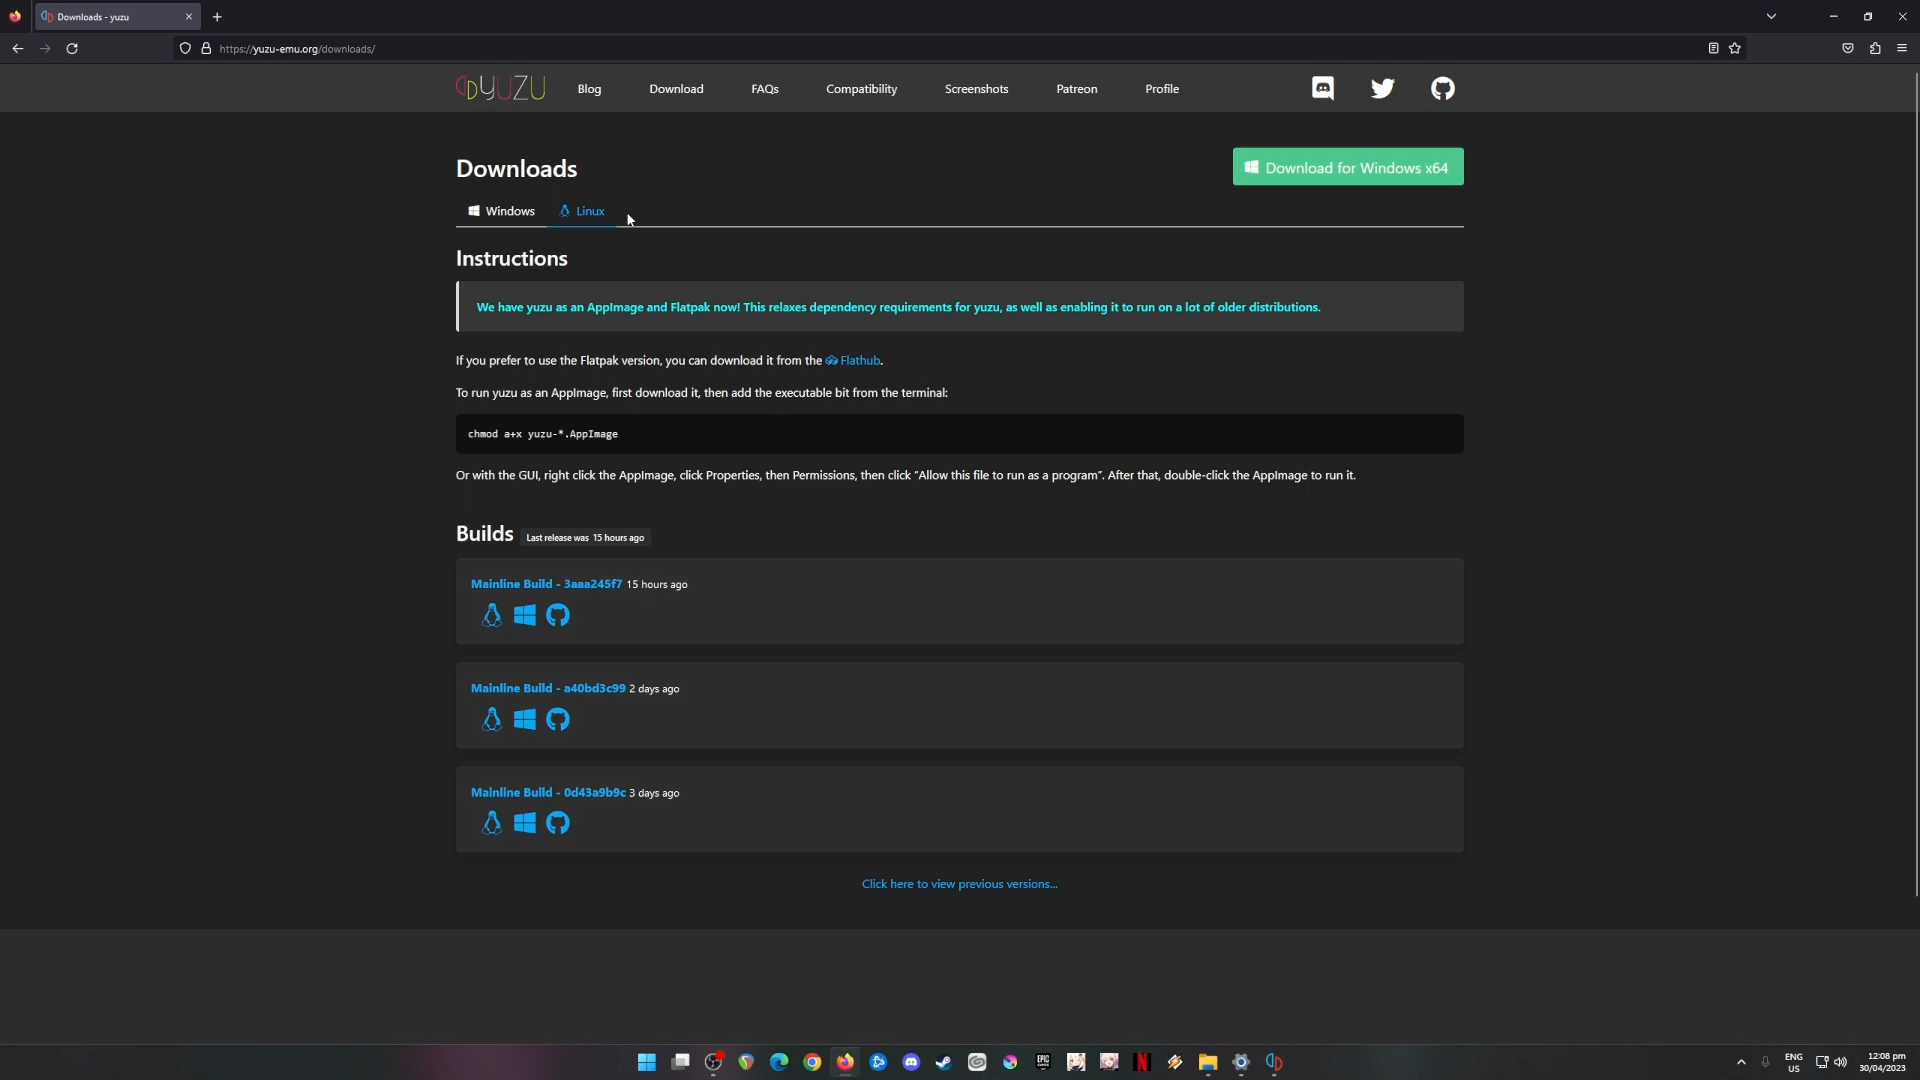 Downloads - yuzu
https://yuzu-emu.org/downloads/
YUZU
Blog
Download
FAQs
Compatibility
Screenshots
Patreon
Profile
Downloads
Download for Windows x64
Windows
Linux
Instructions
We have yuzu as an AppImage and Flatpak now! This relaxes dependency requirements for yuzu, as well as enabling it to run on a lot of older distributions.
If you prefer to use the Flatpak version, you can download it from the Flathub.
To run yuzu as an AppImage, first download it, then add the executable bit from the terminal:
chmod a+x yuzu-*.AppImage
Or with the GUI, right click the AppImage, click Properties, then Permissions, then click "Allow this file to run as a program". After that, double-click the AppImage to run it.
Builds Last release was 15 hours ago
Mainline Build - 3aaa245f7 15 hours ago
Mainline Build - a40bd3c99 2 days ago
Mainline Build - 0d43a9b9c 3 days ago
Click here to view previous versions...
EPIC GAMES
N
ENG
US
12:08 pm
30/04/2023